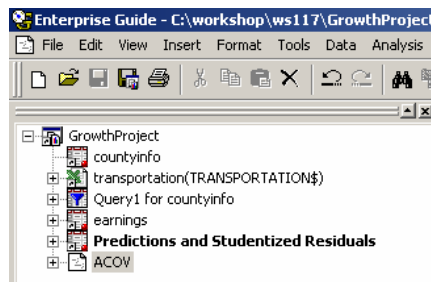 Enterprise Guide - C:\workshop\ws117\GrowthProject
File Edit View Insert Format Tools Data Analysis
GrowthProject
countyinfo
transportation(TRANSPORTATION$)
Query1 for countyinfo
earnings
Predictions and Studentized Residuals
ACOV